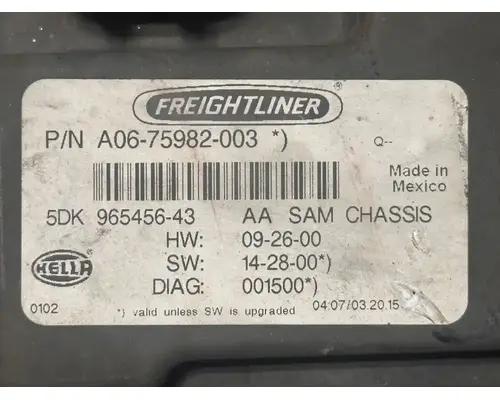 FREIGHTLINER
P/N A06-75982-003 *)
Q--
Made in
Mexico
5DK 965456-43 AA SAM CHASSIS
HW: 09-26-00
SW: 14-28-00*)
HELLA
DIAG: 001500*)
0102 *) valid unless SW is upgraded 04:07/03.20.15